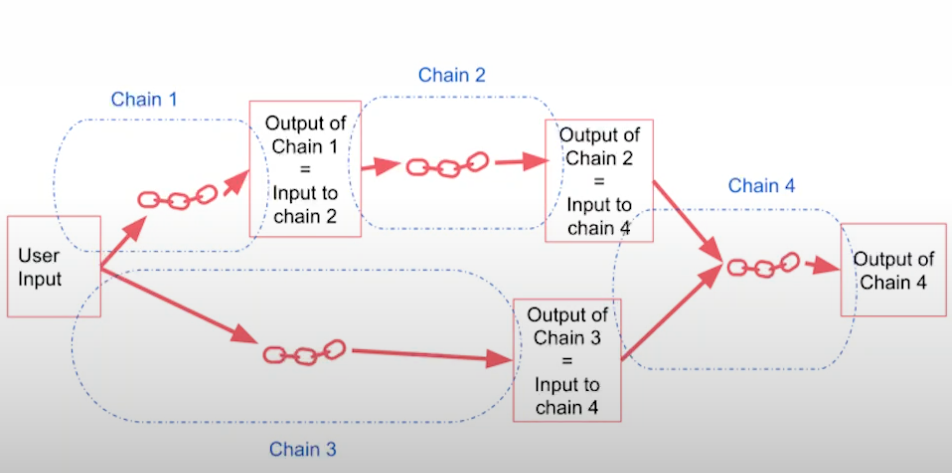 Chain 2
Chain 1
Output of
Chain 1
=
Input to
chain 2
Output of
Chain 2
=
Input to
chain 4
Chain 4
User
Input
Output of
Chain 4
Output of
Chain 3
=
Input to
chain 4
Chain 3